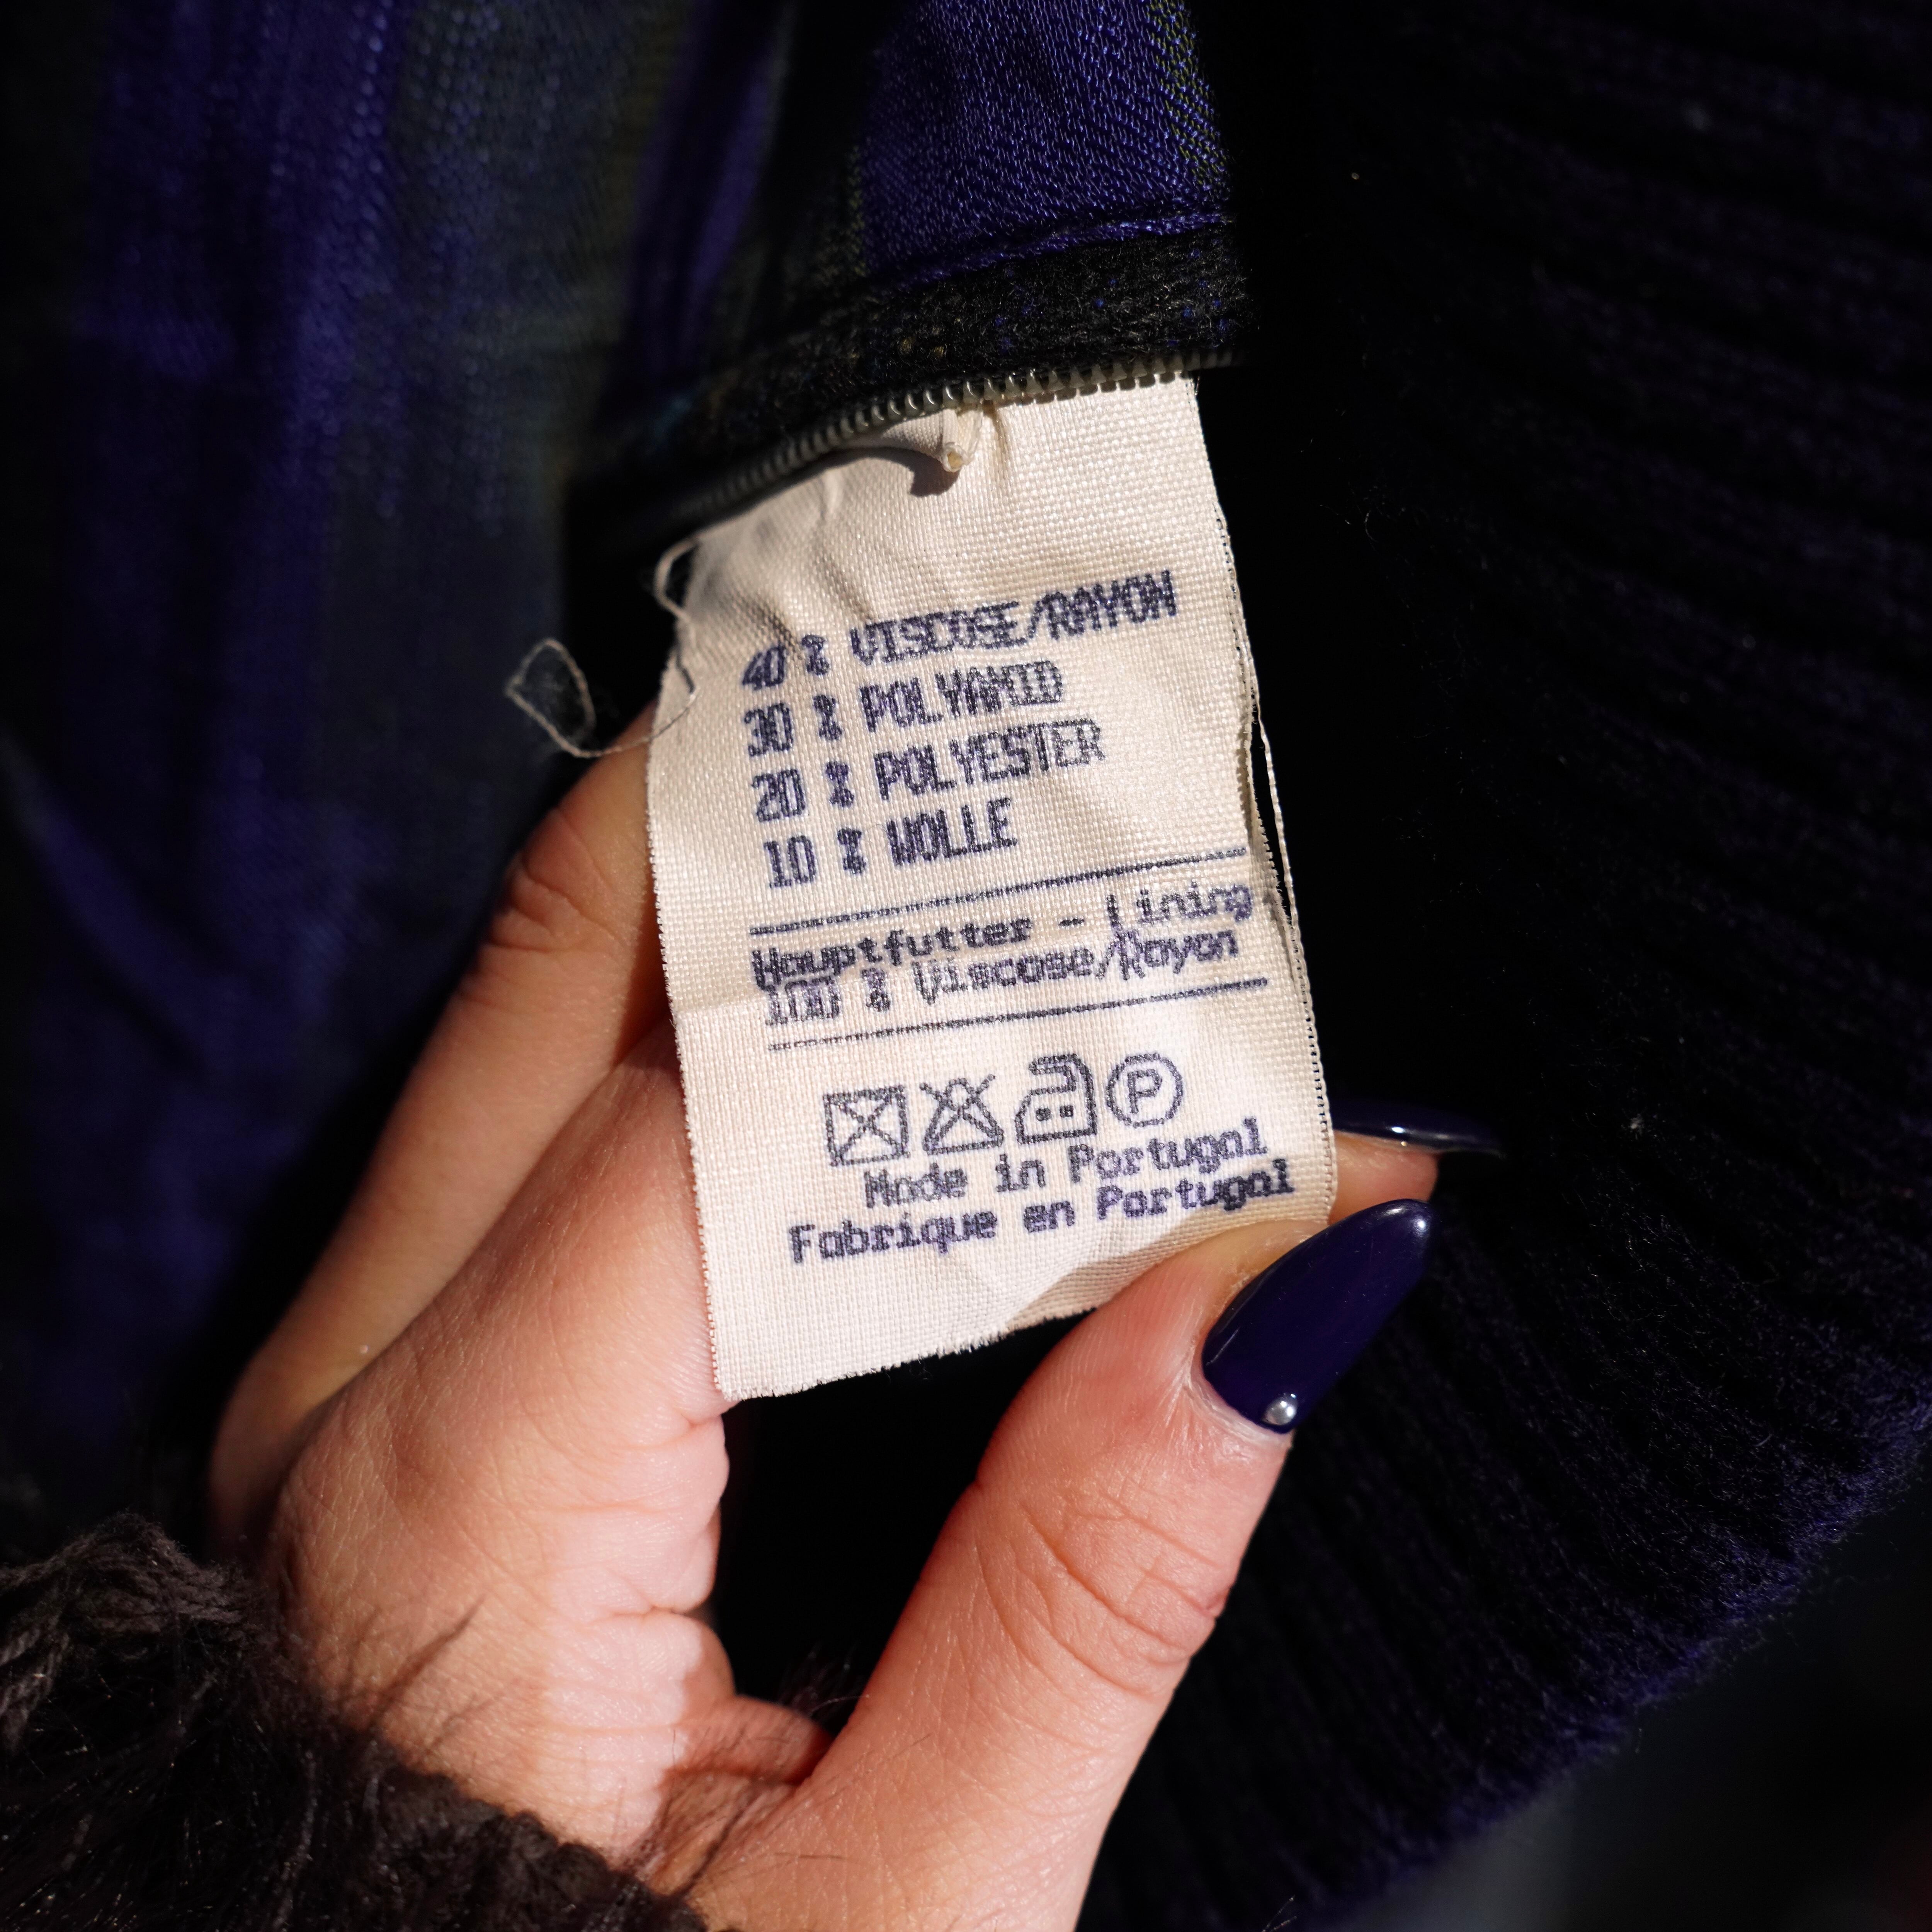 40 % VISCOSE/RAYON
30 % POLYAMID
20 % POLYESTER
10 % WOLLE
Hauptfutter - Lining
100 % Viscose/Rayon
P
Made in Portugal
Fabrique en Portugal